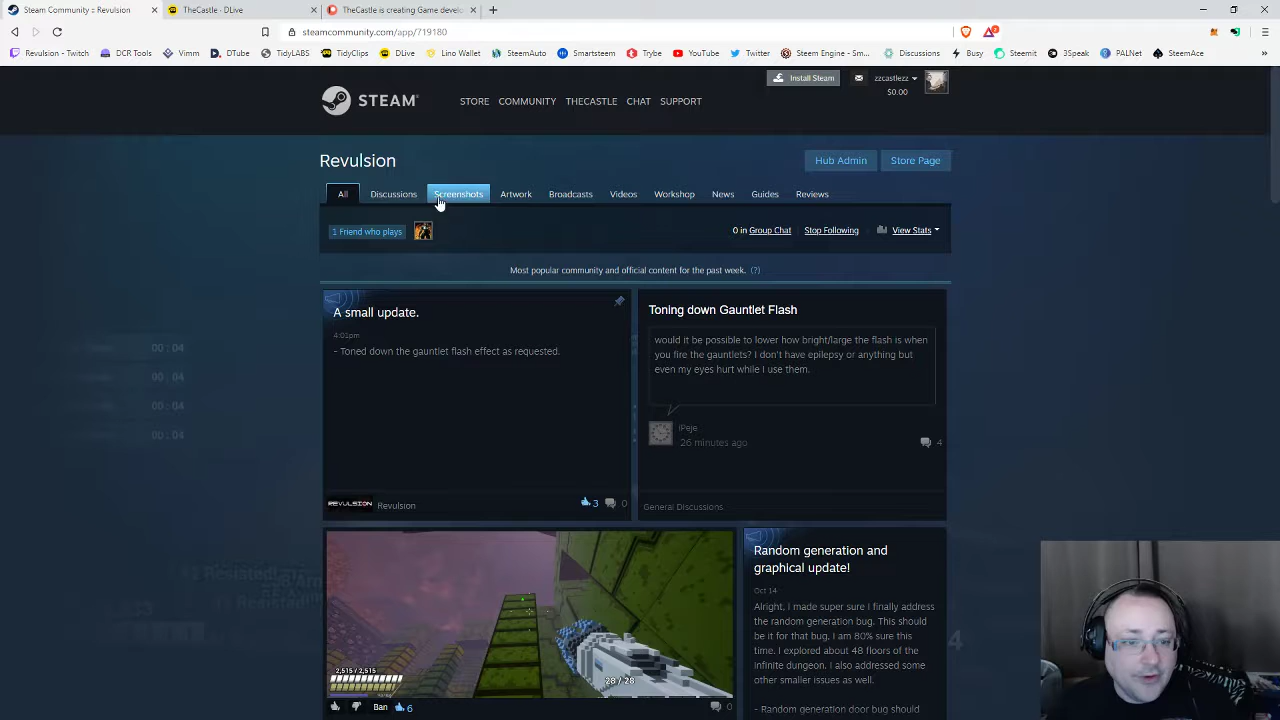 Steam Community :: Revulsion
TheCastle - DLive
TheCastle is creating Game develo
steamcommunity.com/app/719180
Revulsion - Twitch
DCR Tools
Vimm
DTube
TidyLABS
TidyClips
DLive
Lino Wallet
SteemAuto
Smartsteem
Trybe
YouTube
Twitter
Steem Engine - Sm...
Discussions
Busy
Steemit
3Speak
PALNet
SteemAce
Install Steam
zzcastlezz
$0.00
STEAM
STORE
COMMUNITY
THECASTLE
CHAT
SUPPORT
Revulsion
Hub Admin
Store Page
All
Discussions
Screenshots
Artwork
Broadcasts
Videos
Workshop
News
Guides
Reviews
1 Friend who plays
0 in Group Chat
Stop Following
View Stats
Most popular community and official content for the past week. (?)
A small update.
4:01pm
- Toned down the gauntlet flash effect as requested.
REVULSION
Revulsion
3
0
Toning down Gauntlet Flash
would it be possible to lower how bright/large the flash is when
you fire the gauntlets? I don't have epilepsy or anything but
even my eyes hurt while I use them.
iPeje
26 minutes ago
4
General Discussions
00 : 04
00 : 04
00 : 04
00 : 04
2,515 / 2,515
28 / 28
Ban
6
0
Random generation and
graphical update!
Oct 14
Alright, I made super sure I finally address
the random generation bug. This should
be it for that bug, I am 80% sure this
time. I explored about 48 floors of the
Infinite dungeon. I also addressed some
other smaller issues as well.
- Random generation door bug should